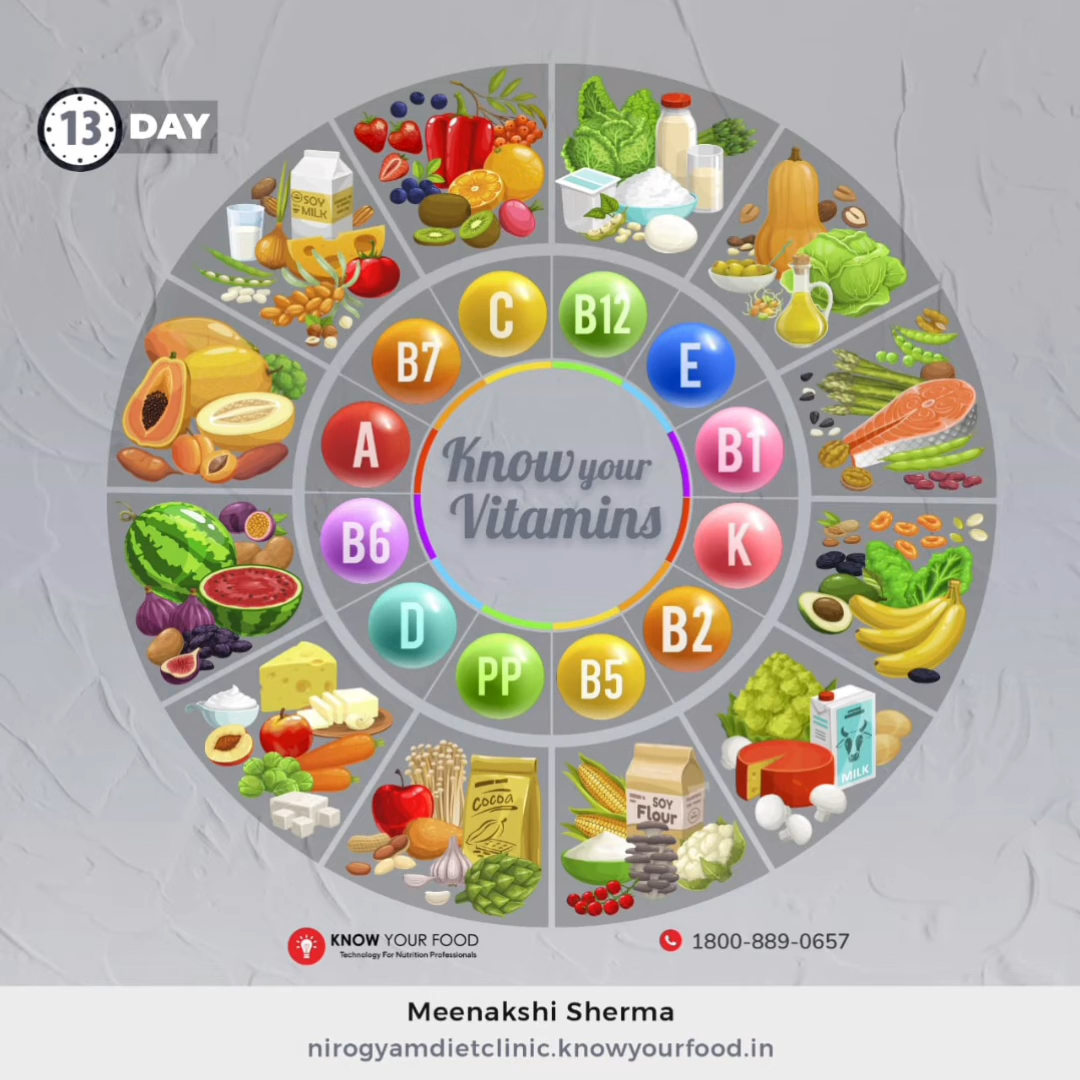 13 DAY
SOY
MILK
C
B12
B7
E
A
B1
Know your
Vitamins
B6
K
D
B2
PP
B5
MILK
Cocoa
SOY
Flour
KNOW YOUR FOOD
Technology For Nutrition Professionals
1800-889-0657
Meenakshi Sherma
nirogyamdietclinic.knowyourfood.in